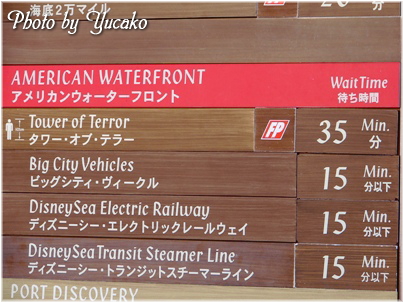 Photo by Yucako
海底2万マイル
分
AMERICAN WATERFRONT
アメリカンウォーターフロント
Wait Time
待ち時間
Tower of Terror
タワー・オブ・テラー
FP
35 Min.
分
Big City Vehicles
ビッグシティ・ヴィークル
15 Min.
分以下
DisneySea Electric Railway
ディズニーシー・エレクトリックレールウェイ
15 Min.
分以下
DisneySea Transit Steamer Line
ディズニーシー・トランジットスチーマーライン
15 Min.
分以下
PORT DISCOVERY